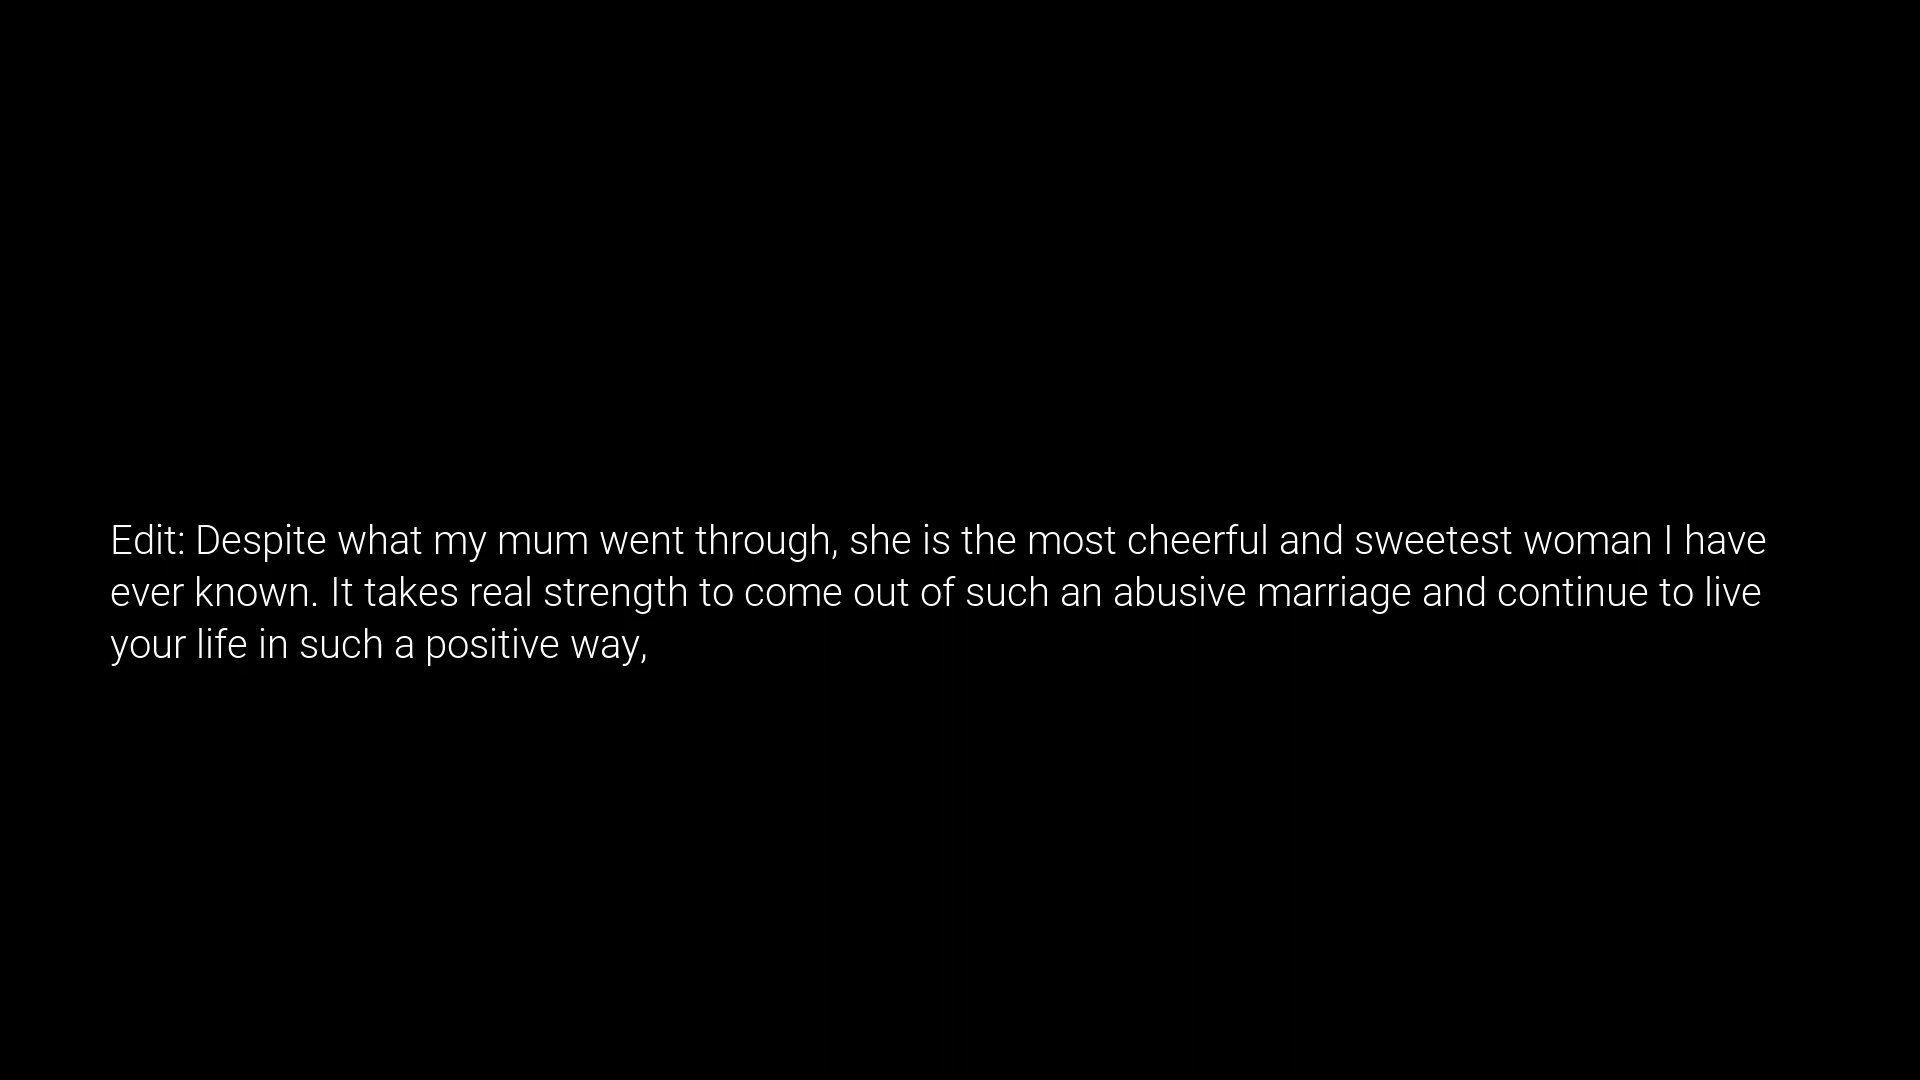 Edit: Despite what my mum went through, she is the most cheerful and sweetest woman I have
ever known. It takes real strength to come out of such an abusive marriage and continue to live
your life in such a positive way,